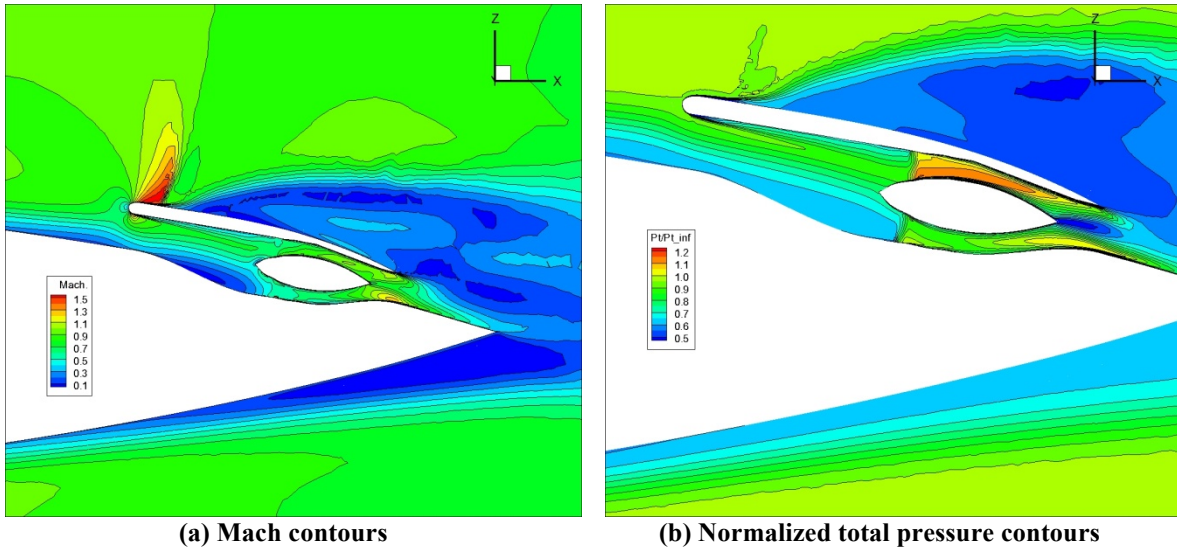 Z
X
Mach.
1.5
1.3
1.1
0.9
0.7
0.5
0.3
0.1
(a) Mach contours
Z
X
Pt/Pt_inf
1.2
1.1
1.0
0.9
0.8
0.7
0.6
0.5
(b) Normalized total pressure contours